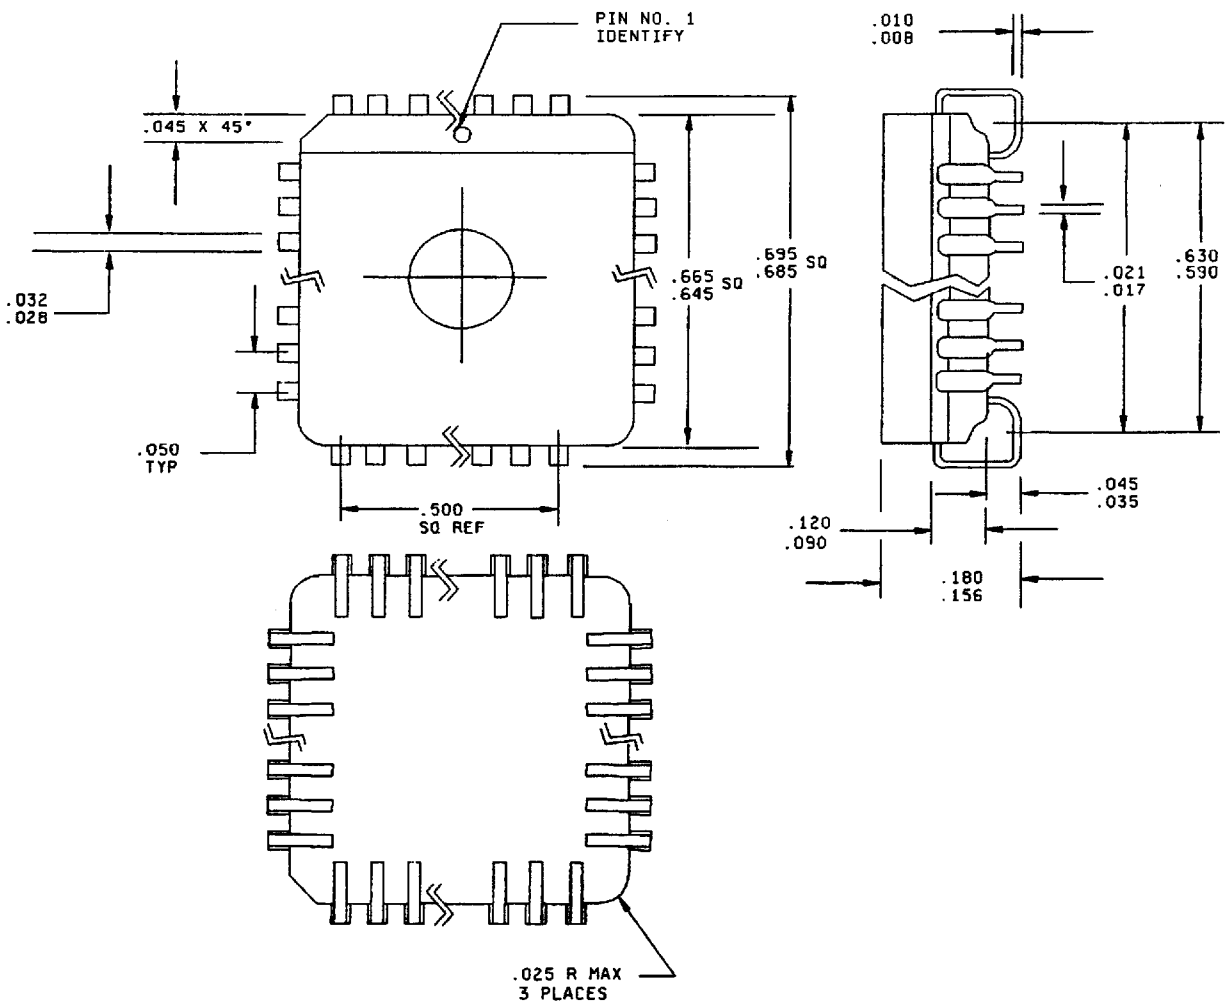 PIN NO. 1
IDENTIFY
.010
.008
.045 X 45°
.032
.028
.050
TYP
.665 SQ
.645
.695 SQ
.685
.500
SQ REF
.021
.017
.630
.590
.045
.035
.120
.090
.180
.156
.025 R MAX
3 PLACES